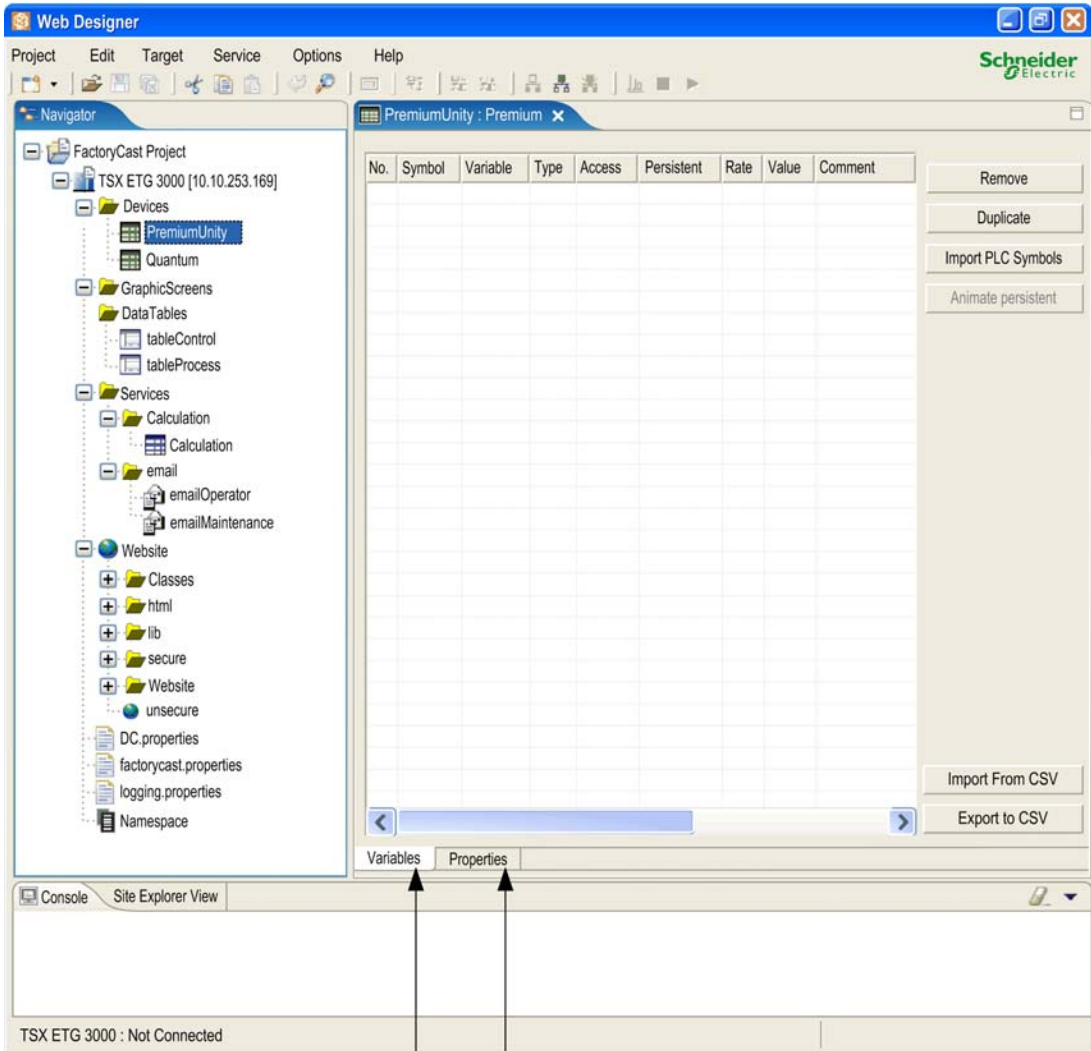 Web Designer
Project Edit Target Service Options Help
Schneider
Electric
Navigator
FactoryCast Project
TSX ETG 3000 [10.10.253.169]
Devices
PremiumUnity
Quantum
GraphicScreens
DataTables
tableControl
tableProcess
Services
Calculation
Calculation
email
emailOperator
emailMaintenance
Website
Classes
html
lib
secure
Website
unsecure
DC.properties
factorycast.properties
logging.properties
Namespace
PremiumUnity : Premium
No. Symbol Variable Type Access Persistent Rate Value Comment
Remove
Duplicate
Import PLC Symbols
Animate persistent
Import From CSV
Export to CSV
Variables Properties
Console Site Explorer View
TSX ETG 3000 : Not Connected